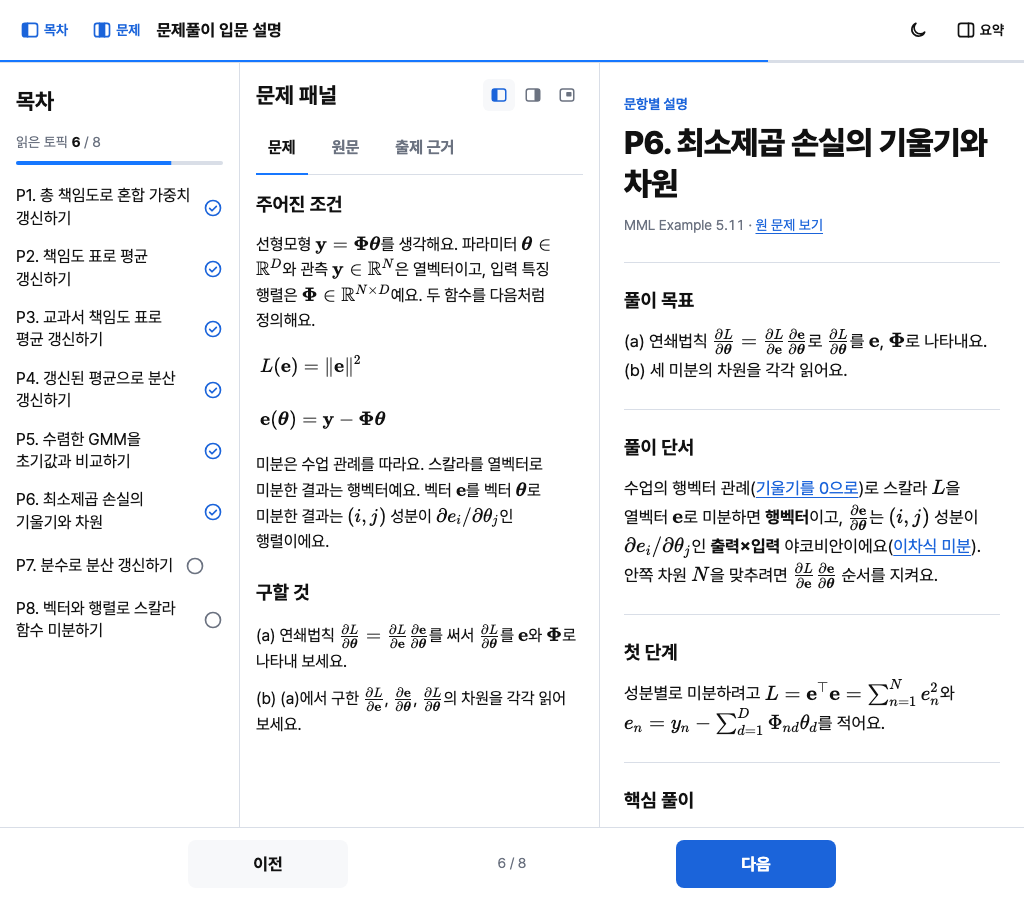 목차 문제 문제풀이 입문 설명 요약
목차
읽은 토픽 6 / 8
P1. 총 책임도로 혼합 가중치
갱신하기
P2. 책임도 표로 평균
갱신하기
P3. 교과서 책임도 표로
평균 갱신하기
P4. 갱신된 평균으로 분산
갱신하기
P5. 수렴한 GMM을
초기값과 비교하기
P6. 최소제곱 손실의
기울기와 차원
P7. 분수로 분산 갱신하기
P8. 벡터와 행렬로 스칼라
함수 미분하기
문제 패널
문제 원문 출제 근거
주어진 조건
선형모형 𝐲 = 𝚽𝜽를 생각해요. 파라미터 𝜽 ∈
ℝ^D와 관측 𝐲 ∈ ℝ^N은 열벡터이고, 입력 특징
행렬은 𝚽 ∈ ℝ^{N×D}예요. 두 함수를 다음처럼
정의해요.
L(𝐞) = ‖𝐞‖²
𝐞(𝜽) = 𝐲 − 𝚽𝜽
미분은 수업 관례를 따라요. 스칼라를 열벡터로
미분한 결과는 행벡터예요. 벡터 𝐞를 벡터 𝜽로
미분한 결과는 (i, j) 성분이 ∂e_i/∂θ_j인
행렬이에요.
구할 것
(a) 연쇄법칙 ∂L/∂𝜽 = ∂L/∂𝐞 ∂𝐞/∂𝜽를 써서 ∂L/∂𝜽를 𝐞와 𝚽로
나타내 보세요.
(b) (a)에서 구한 ∂L/∂𝐞, ∂𝐞/∂𝜽, ∂L/∂𝜽의 차원을 각각 읽어
보세요.
문항별 설명
P6. 최소제곱 손실의 기울기와
차원
MML Example 5.11 · 원 문제 보기
풀이 목표
(a) 연쇄법칙 ∂L/∂𝜽 = ∂L/∂𝐞 ∂𝐞/∂𝜽로 ∂L/∂𝜽를 𝐞, 𝚽로 나타내요.
(b) 세 미분의 차원을 각각 읽어요.
풀이 단서
수업의 행벡터 관례(기울기를 0으로)로 스칼라 L을
열벡터 𝐞로 미분하면 행벡터이고, ∂𝐞/∂𝜽는 (i, j) 성분이
∂e_i/∂θ_j인 출력×입력 야코비안이에요(이차식 미분).
안쪽 차원 N을 맞추려면 ∂L/∂𝐞 ∂𝐞/∂𝜽 순서를 지켜요.
첫 단계
성분별로 미분하려고 L = 𝐞^⊤𝐞 = ∑_{n=1}^N e_n^2와
e_n = y_n − ∑_{d=1}^D Φ_{nd}θ_d를 적어요.
핵심 풀이
이전 6 / 8 다음